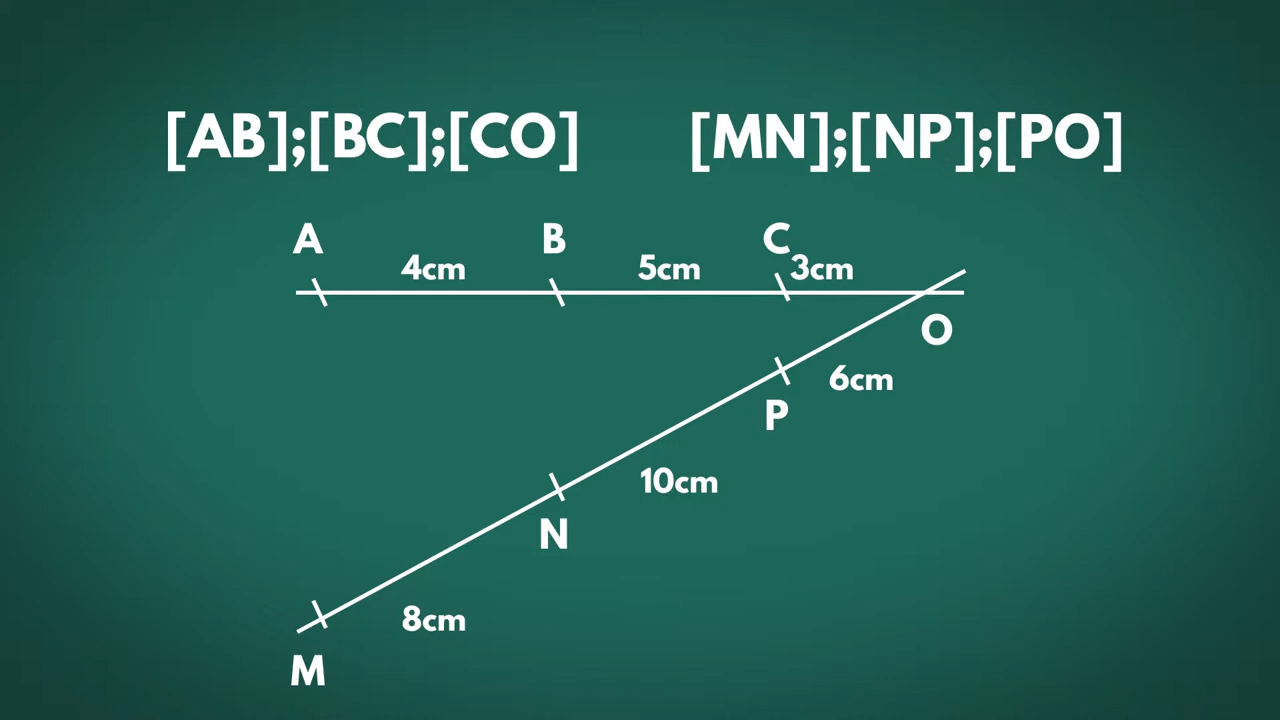 [AB];[BC];[CO] [MN];[NP];[PO]
A B C
4cm 5cm 3cm
O
6cm
P
10cm
N
8cm
M